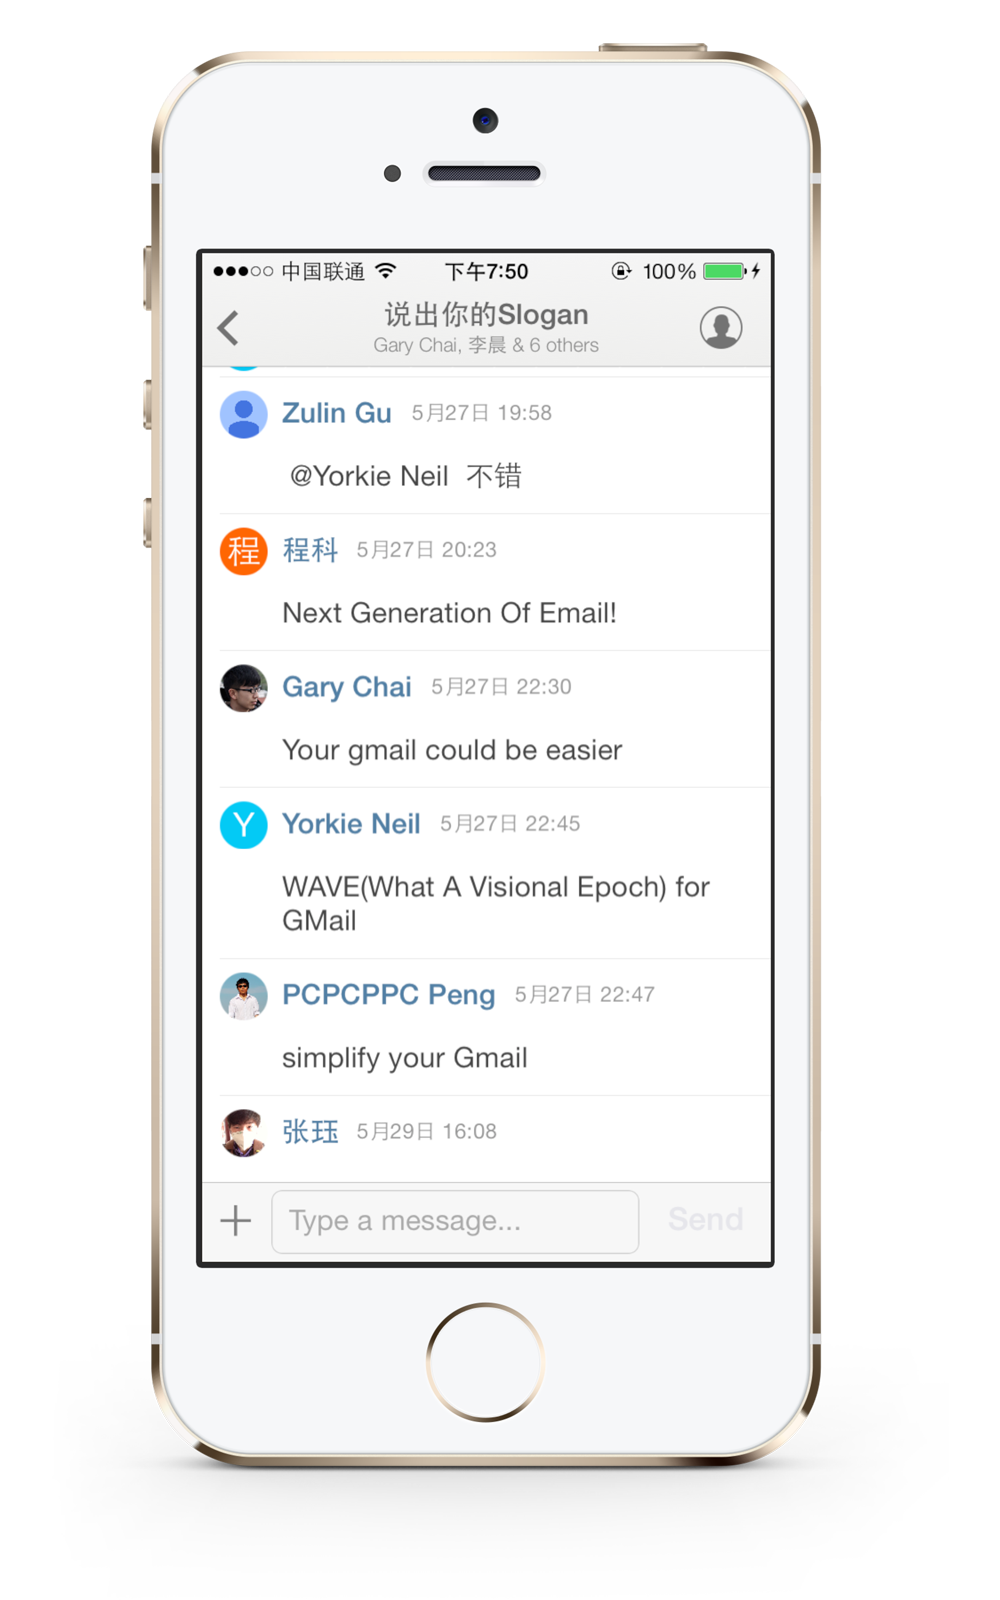 中国联通 下午7:50 100%
说出你的Slogan
Gary Chai, 李晨 & 6 others
Zulin Gu 5月27日 19:58
@Yorkie Neil 不错
程 程科 5月27日 20:23
Next Generation Of Email!
Gary Chai 5月27日 22:30
Your gmail could be easier
Y Yorkie Neil 5月27日 22:45
WAVE(What A Visional Epoch) for
GMail
PCPCPPC Peng 5月27日 22:47
simplify your Gmail
张珏 5月29日 16:08
Type a message... Send